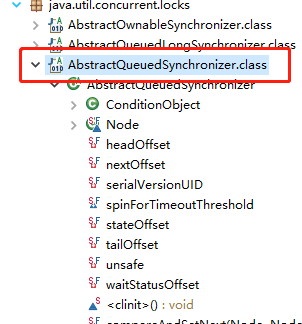 java.util.concurrent.locks
AbstractOwnableSynchronizer.class
AbstractQueuedLongSynchronizer.class
AbstractQueuedSynchronizer.class
AbstractQueuedSynchronizer
ConditionObject
Node
headOffset
nextOffset
serialVersionUID
spinForTimeoutThreshold
stateOffset
tailOffset
unsafe
waitStatusOffset
<clinit>() : void